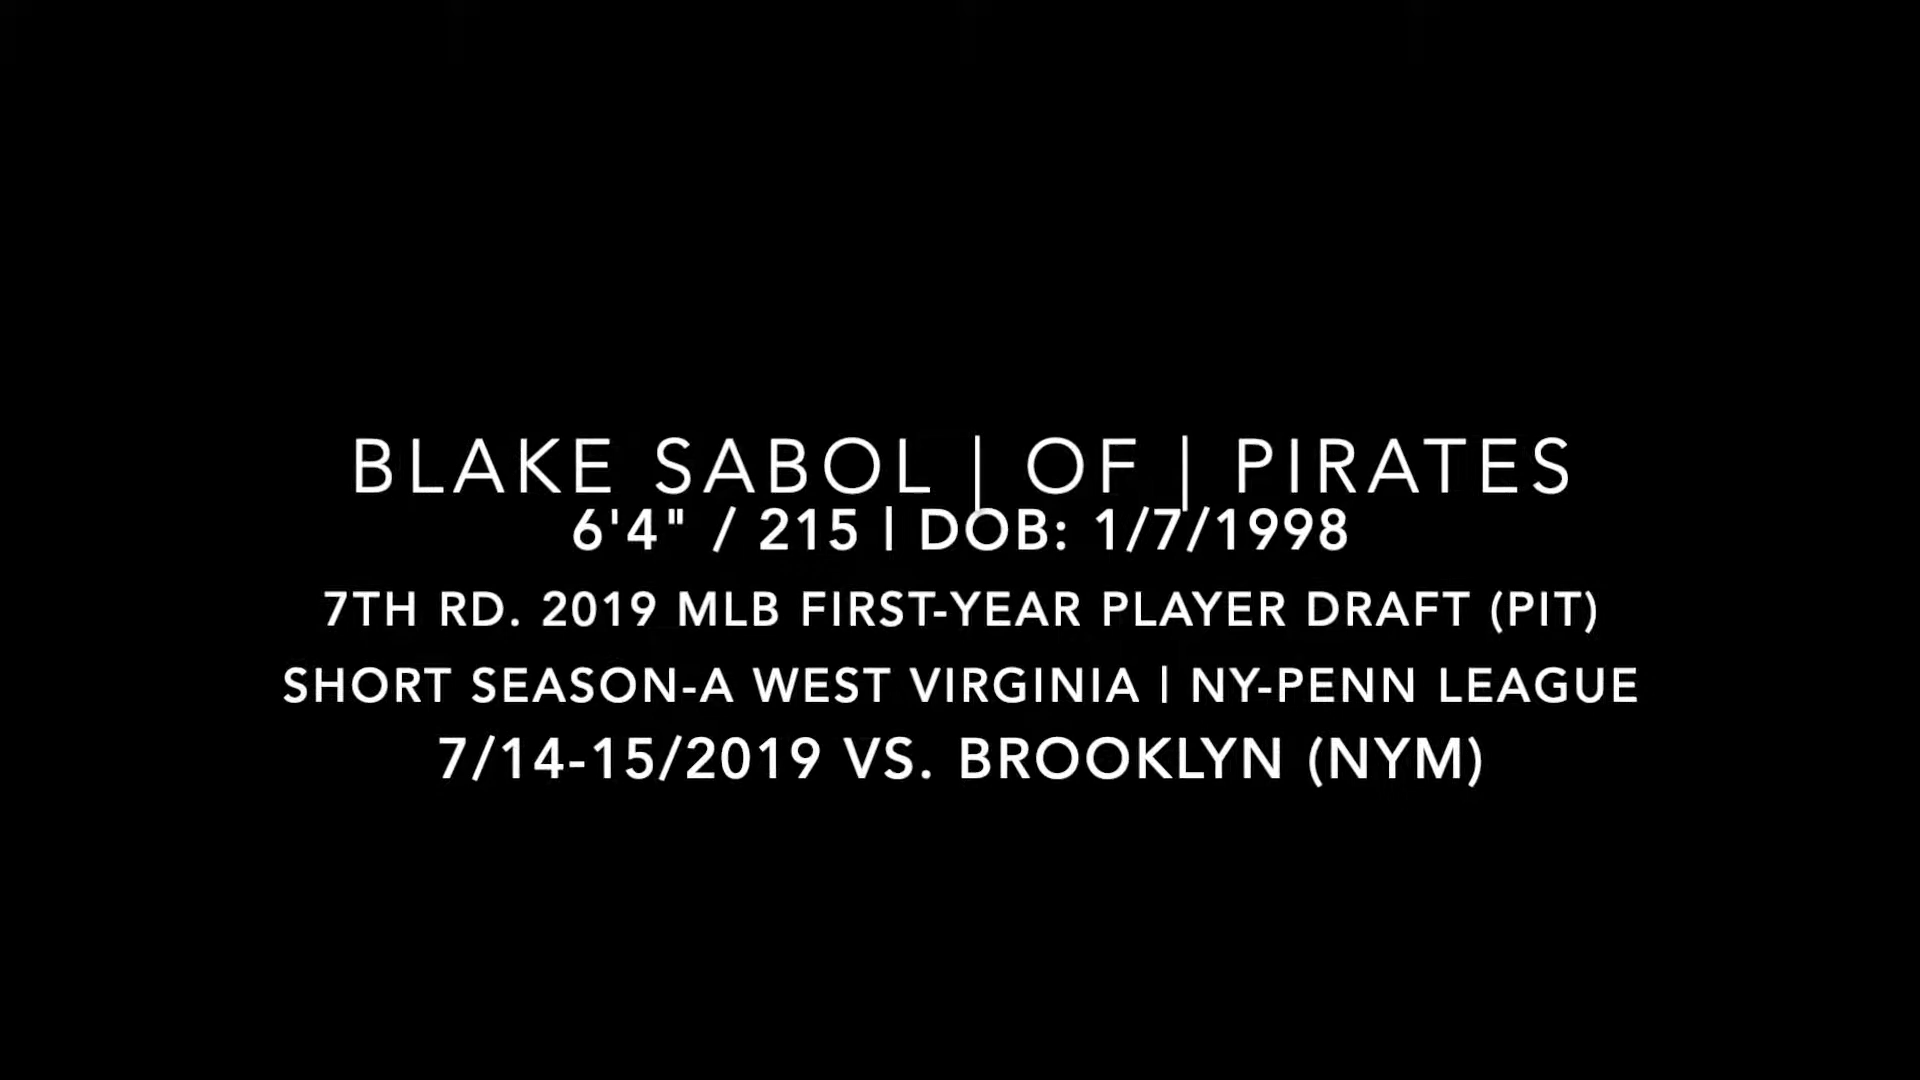 BLAKE SABOL | OF | PIRATES
6'4" / 215 | DOB: 1/7/1998
7TH RD. 2019 MLB FIRST-YEAR PLAYER DRAFT (PIT)
SHORT SEASON-A WEST VIRGINIA | NY-PENN LEAGUE
7/14-15/2019 VS. BROOKLYN (NYM)